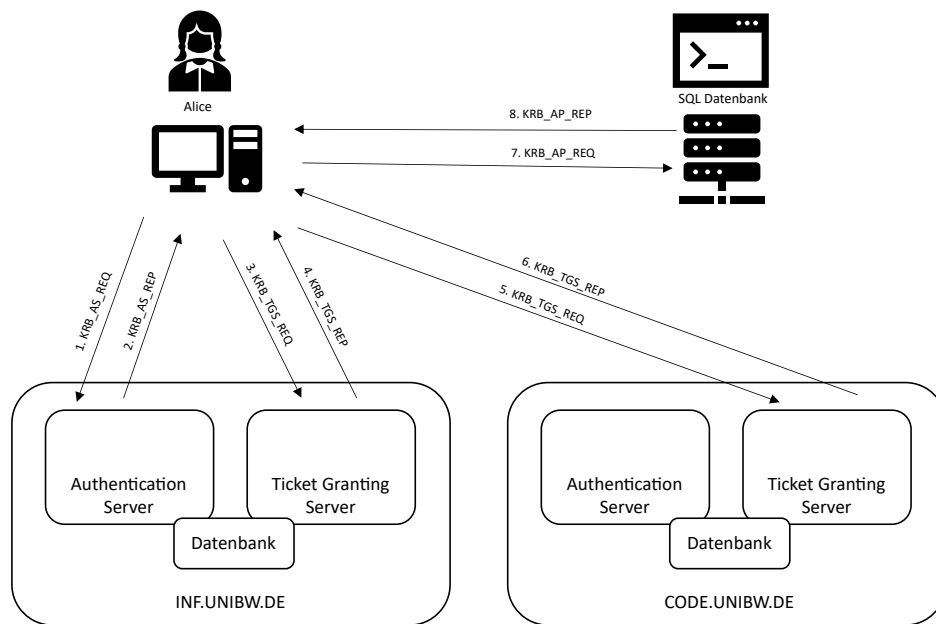 Alice
SQL Datenbank
8. KRB_AP_REP
7. KRB_AP_REQ
1. KRB_AS_REQ
2. KRB_AS_REP
3. KRB_TGS_REQ
4. KRB_TGS_REP
6. KRB_TGS_REP
5. KRB_TGS_REQ
Authentication
Server
Ticket Granting
Server
Datenbank
INF.UNIBW.DE
Authentication
Server
Ticket Granting
Server
Datenbank
CODE.UNIBW.DE